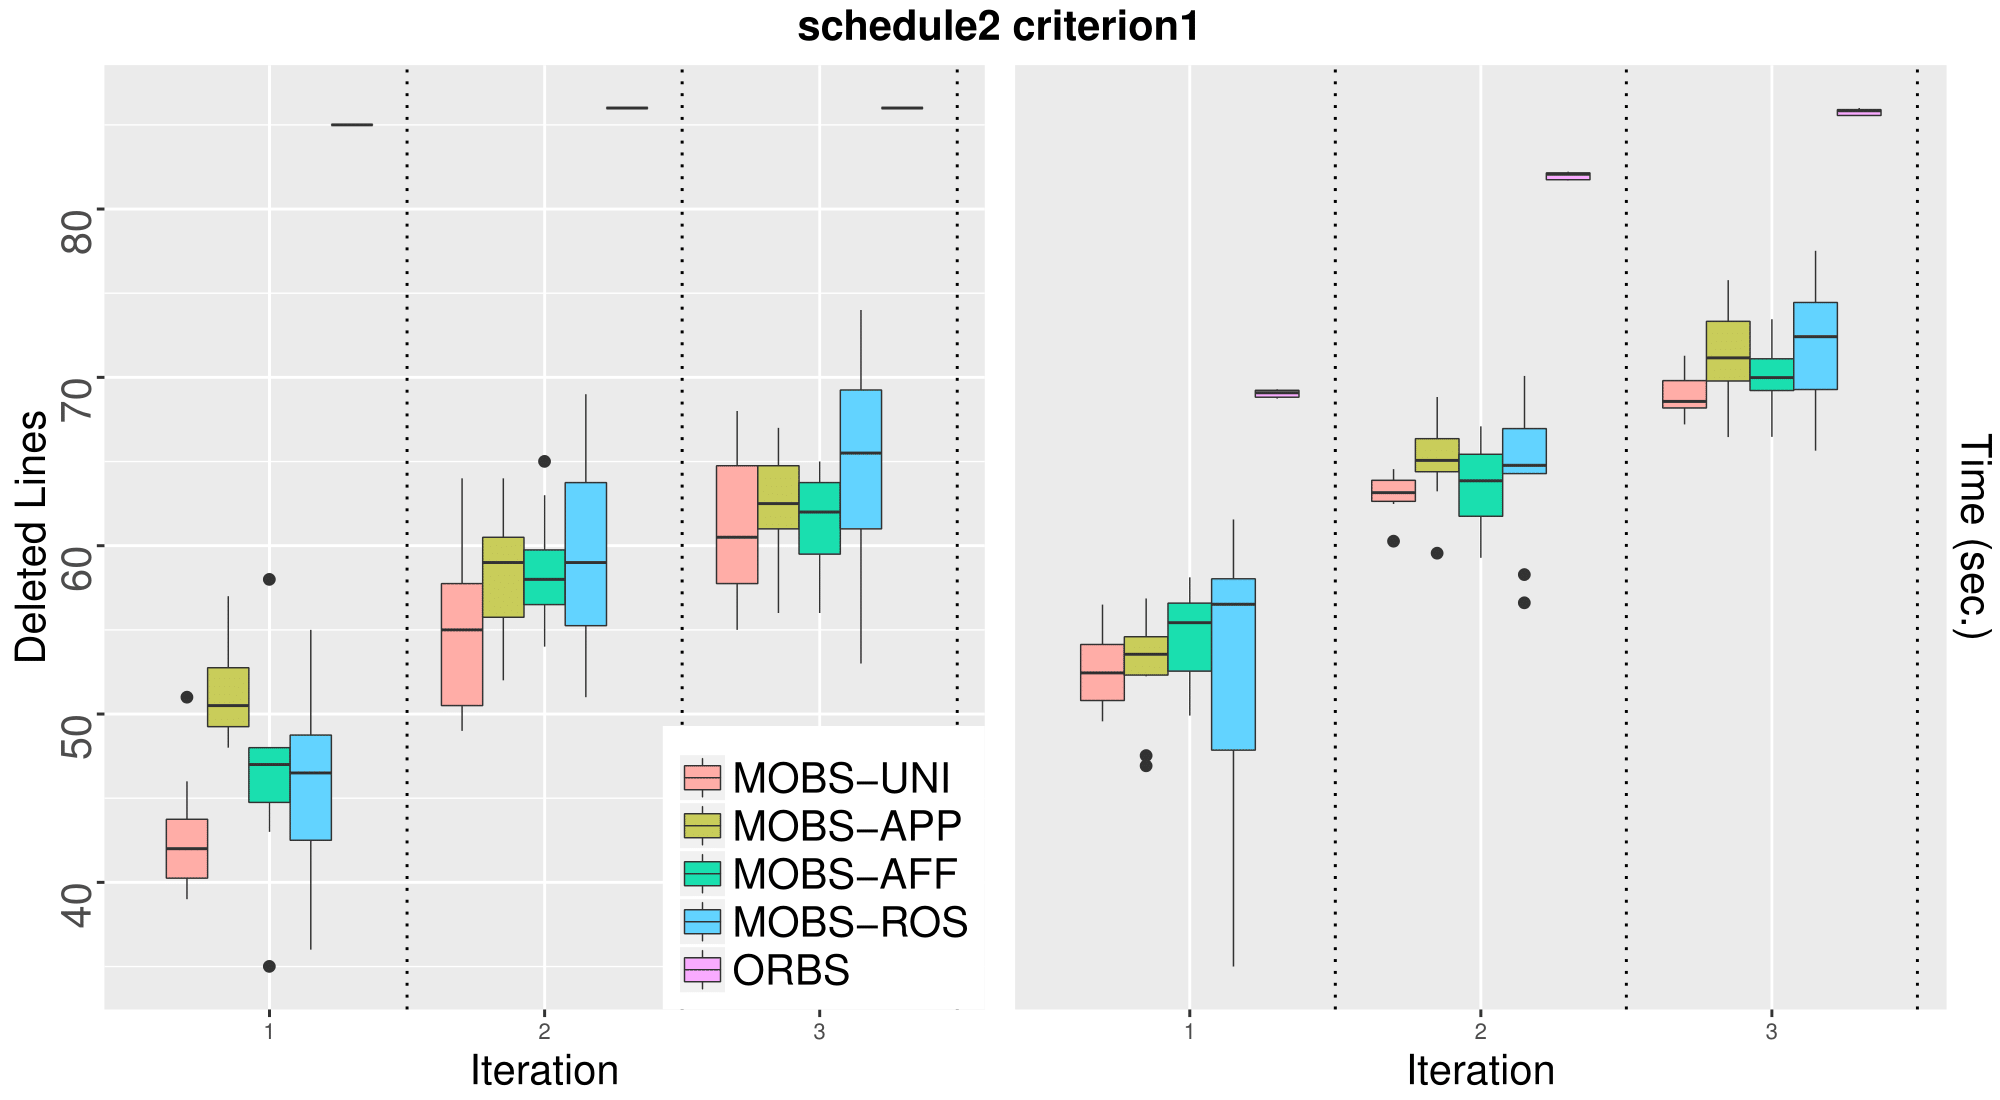 schedule2 criterion1
Deleted Lines
80
70
60
50
40
MOBS−UNI
MOBS−APP
MOBS−AFF
MOBS−ROS
ORBS
1 2 3
Iteration
1 2 3
Iteration
Time (sec.)